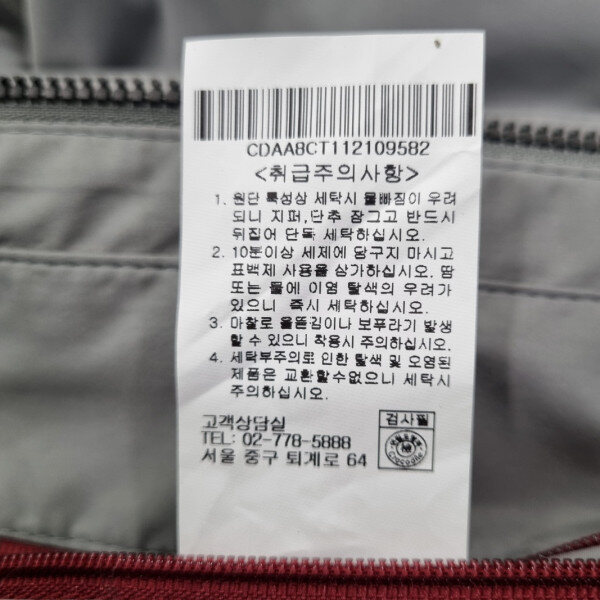 CDAA8CT112109582
<취급주의사항>
1. 원단 특성상 세탁시 물빠짐이 우려
되니 지퍼,단추 잠그고 반드시
뒤집어 단독 세탁하십시오.
2. 10분이상 세제에 담구지 마시고
표백제 사용을 삼가하십시오. 땀
또는 물에 이염 탈색의 우려가
있으니 즉시 세탁하십시오.
3. 마찰로 올뜯김이나 보푸라기 발생
할 수 있으니 착용시 주의하십시오.
4. 세탁부주의로 인한 탈색 및 오염된
제품은 교환할수없으니 세탁시
주의하십시오.
고객상담실
TEL: 02-778-5888
서울 중구 퇴계로 64
검사필
Crocodile